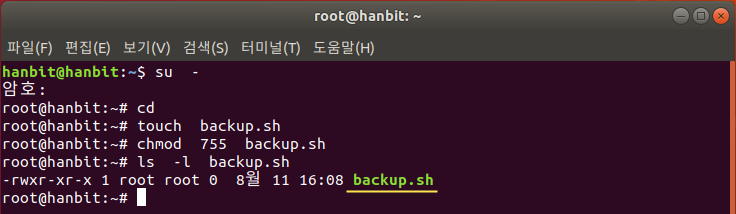 root@hanbit: ~
파일(F) 편집(E) 보기(V) 검색(S) 터미널(T) 도움말(H)
hanbit@hanbit:~$ su  -
암호:
root@hanbit:~# cd
root@hanbit:~# touch  backup.sh
root@hanbit:~# chmod  755  backup.sh
root@hanbit:~# ls  -l  backup.sh
-rwxr-xr-x 1 root root 0  8월 11 16:08 backup.sh
root@hanbit:~#